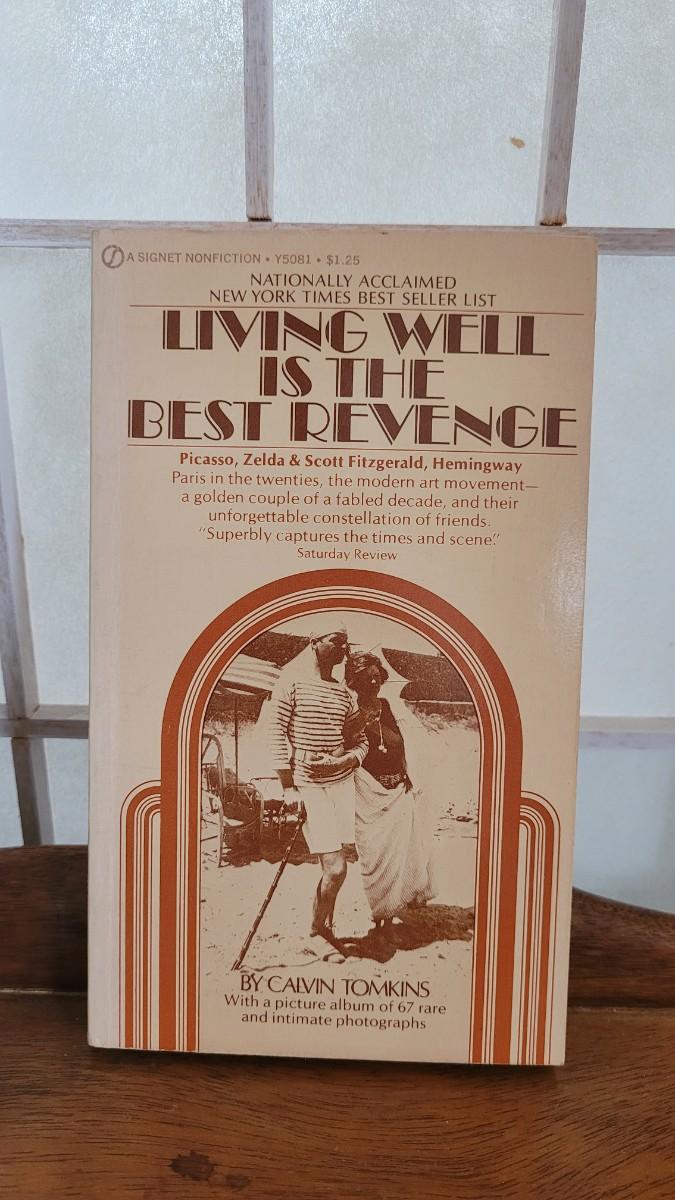 A SIGNET NONFICTION • Y5081 • $1.25
NATIONALLY ACCLAIMED
NEW YORK TIMES BEST SELLER LIST
LIVING WELL
IS THE
BEST REVENGE
Picasso, Zelda & Scott Fitzgerald, Hemingway
Paris in the twenties, the modern art movement—
a golden couple of a fabled decade, and their
unforgettable constellation of friends.
"Superbly captures the times and scene."
Saturday Review
BY CALVIN TOMKINS
With a picture album of 67 rare
and intimate photographs